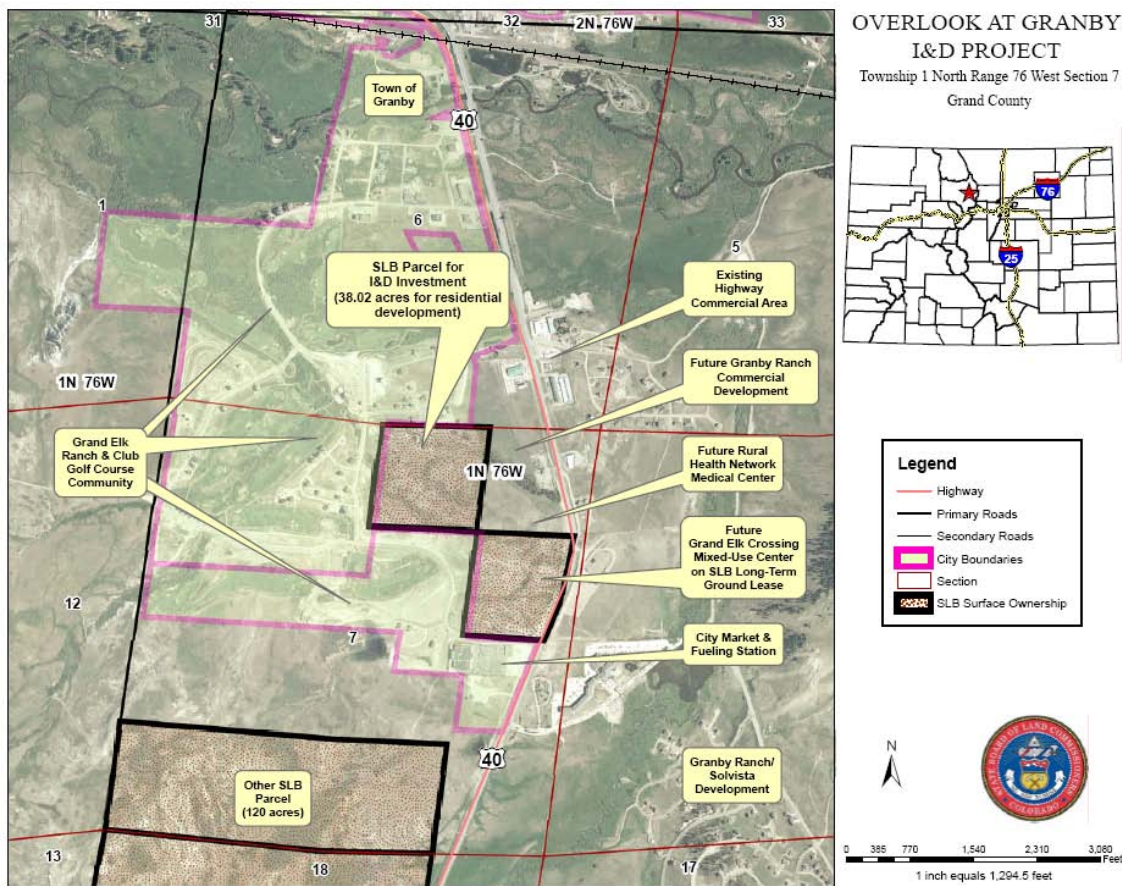 31
32
2N 76W
33
Town of
Granby
40
1
6
5
SLB Parcel for
I&D Investment
(38.02 acres for residential
development)
Existing
Highway
Commercial Area
Future Granby Ranch
Commercial
Development
1N 76W
Grand Elk
Ranch & Club
Golf Course
Community
1N 76W
Future Rural
Health Network
Medical Center
Future
Grand Elk Crossing
Mixed-Use Center
on SLB Long-Term
Ground Lease
12
7
City Market &
Fueling Station
40
Granby Ranch/
Solvista
Development
Other SLB
Parcel
(120 acres)
13
18
17
OVERLOOK AT GRANBY
I&D PROJECT
Township 1 North Range 76 West Section 7
Grand County
76
25
Legend
Highway
Primary Roads
Secondary Roads
City Boundaries
Section
SLB Surface Ownership
N
STATE BOARD OF LAND COMMISSIONERS
COLORADO
0 385 770 1,540 2,310 3,080
Feet
1 inch equals 1,294.5 feet